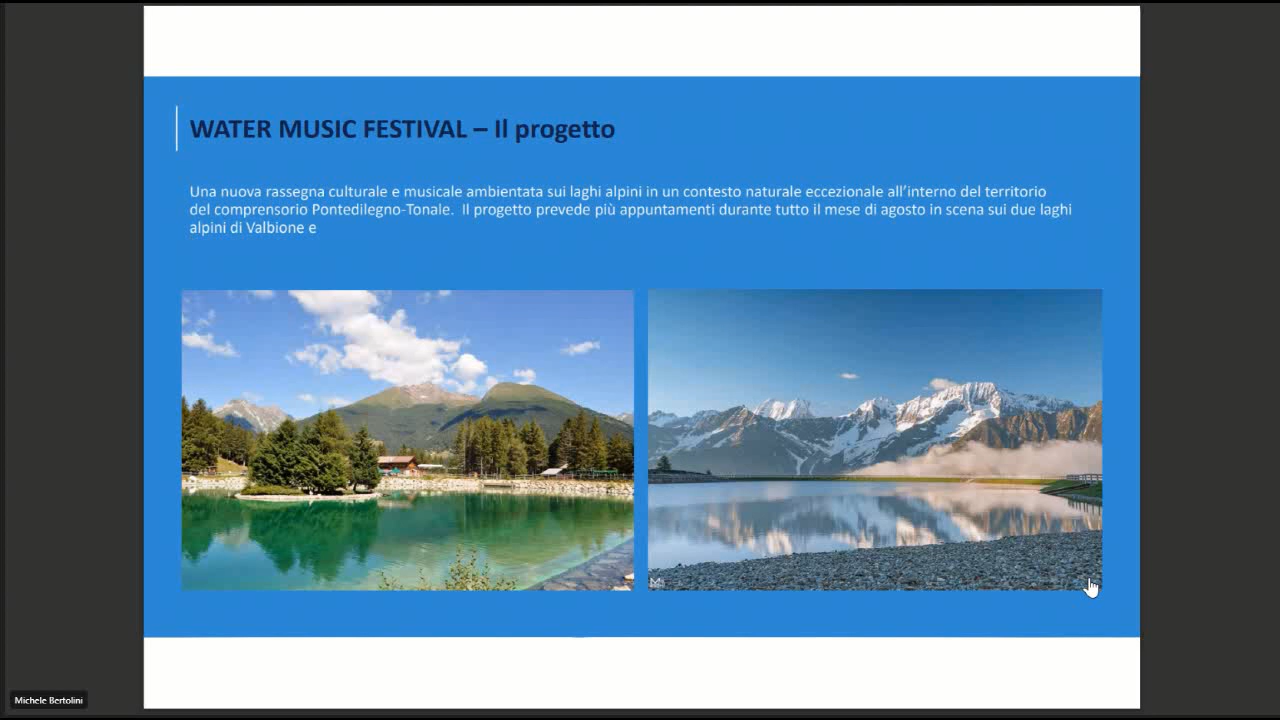 WATER MUSIC FESTIVAL – Il progetto
Una nuova rassegna culturale e musicale ambientata sui laghi alpini in un contesto naturale eccezionale all’interno del territorio
del comprensorio Pontedilegno-Tonale. Il progetto prevede più appuntamenti durante tutto il mese di agosto in scena sui due laghi
alpini di Valbione e
Michele Bertolini